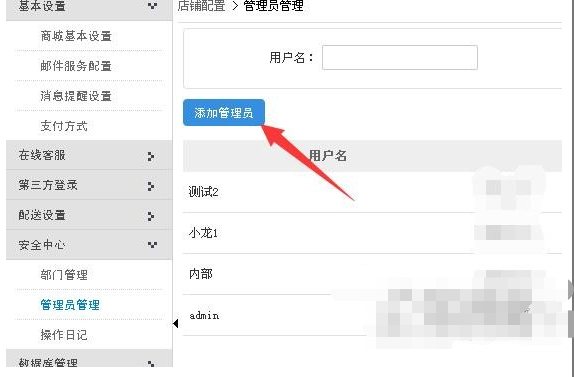 基本设置
商城基本设置
邮件服务配置
消息提醒设置
支付方式
在线客服
第三方登录
配送设置
安全中心
部门管理
管理员管理
操作日记
数据库管理
店铺配置 > 管理员管理
用户名：
添加管理员
用户名
测试2
小龙1
内部
admin